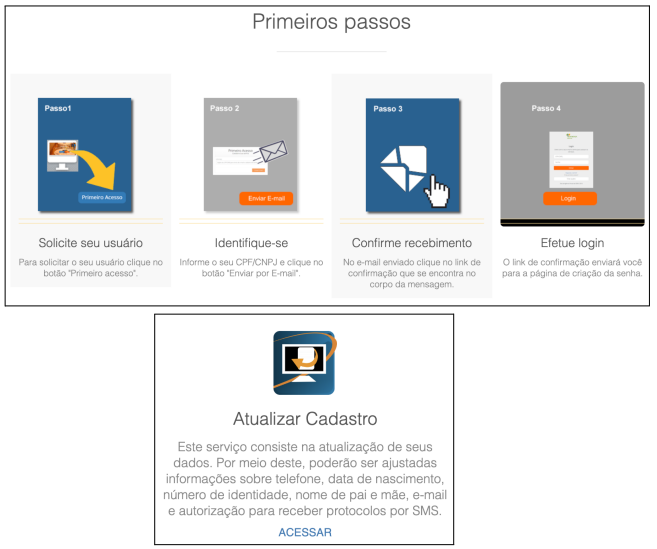 Primeiros passos
Passo1
Primeiro Acesso
Solicite seu usuário
Para solicitar o seu usuário clique no
botão "Primeiro acesso".
Passo 2
Primeiro Acesso
Enviar E-mail
Identifique-se
Informe o seu CPF/CNPJ e clique no
botão "Enviar por E-mail".
Passo 3
Confirme recebimento
No e-mail enviado clique no link de
confirmação que se encontra no
corpo da mensagem.
Passo 4
Login
Efetue login
O link de confirmação enviará você
para a página de criação da senha.
Atualizar Cadastro
Este serviço consiste na atualização de seus
dados. Por meio deste, poderão ser ajustadas
informações sobre telefone, data de nascimento,
número de identidade, nome de pai e mãe, e-mail
e autorização para receber protocolos por SMS.
ACESSAR